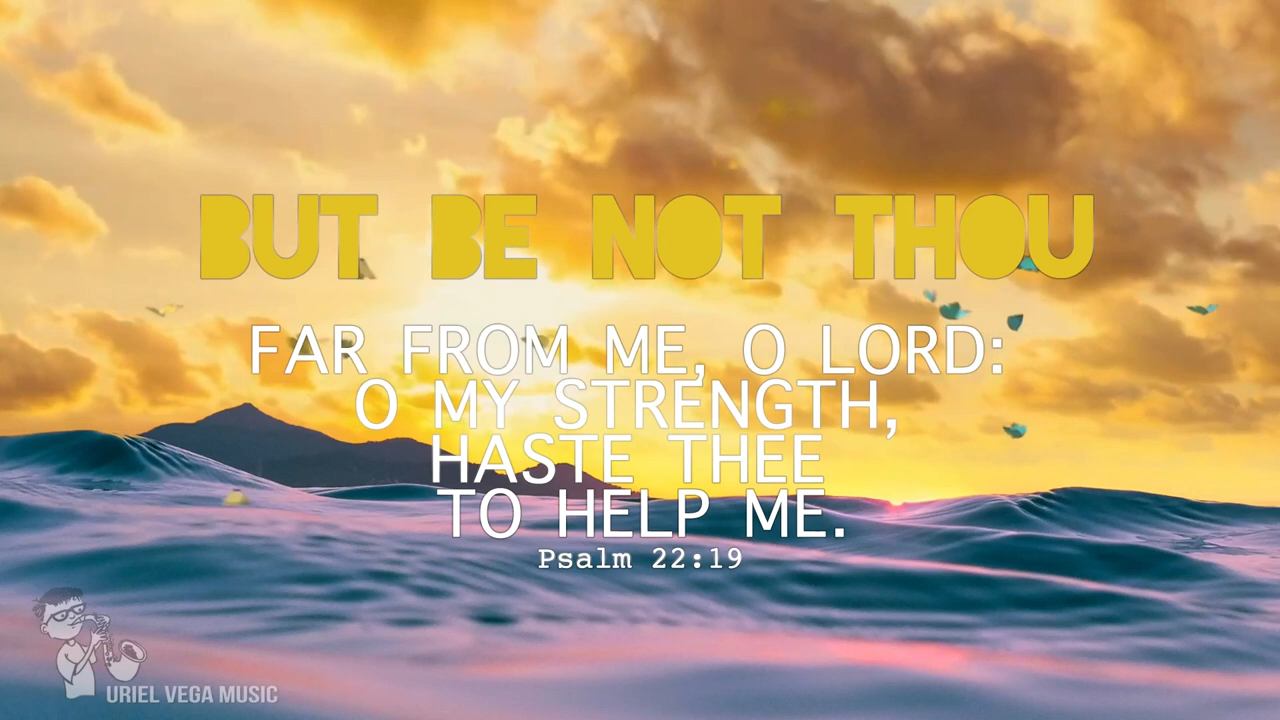 BUT BE NOT THOU
FAR FROM ME, O LORD:
O MY STRENGTH,
HASTE THEE
TO HELP ME.
Psalm 22:19
URIEL VEGA MUSIC